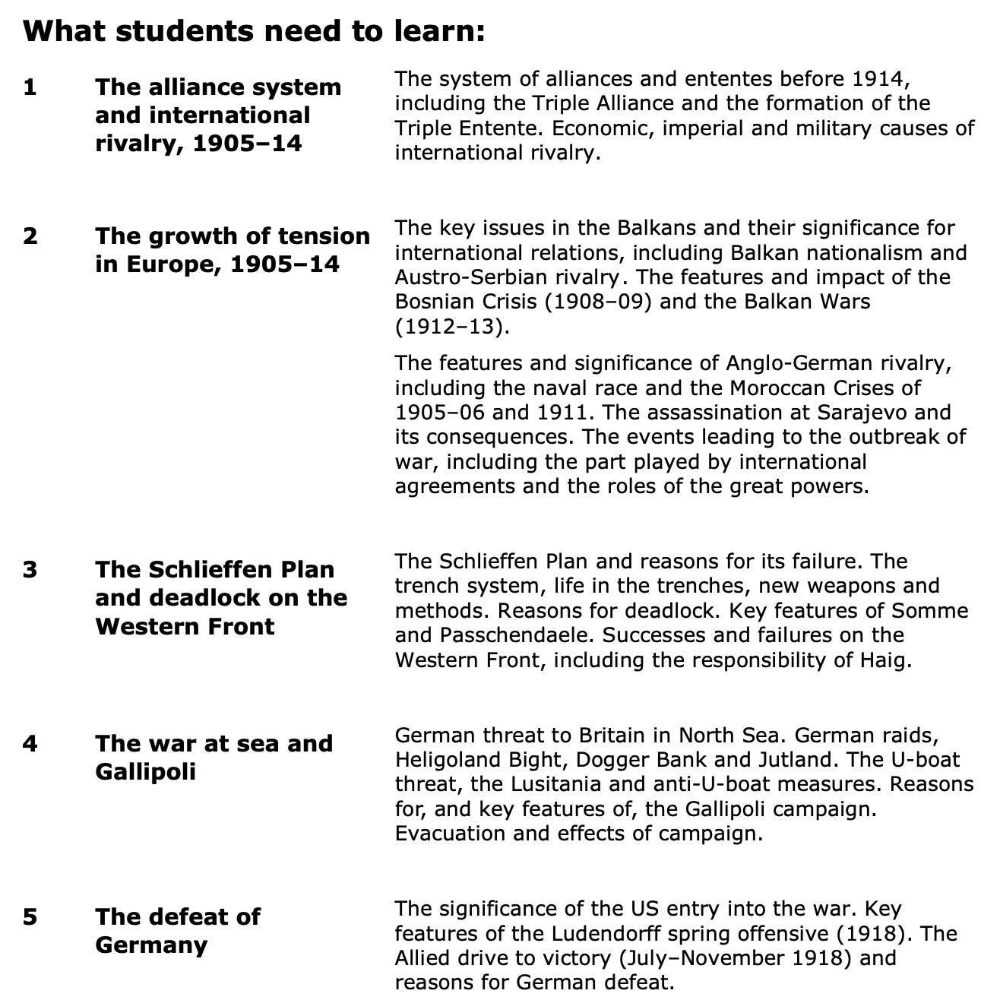 What students need to learn:
1 The alliance system and international rivalry, 1905–14
The system of alliances and ententes before 1914,
including the Triple Alliance and the formation of the
Triple Entente. Economic, imperial and military causes of
international rivalry.
2 The growth of tension in Europe, 1905–14
The key issues in the Balkans and their significance for
international relations, including Balkan nationalism and
Austro-Serbian rivalry. The features and impact of the
Bosnian Crisis (1908–09) and the Balkan Wars
(1912–13).
The features and significance of Anglo-German rivalry,
including the naval race and the Moroccan Crises of
1905–06 and 1911. The assassination at Sarajevo and
its consequences. The events leading to the outbreak of
war, including the part played by international
agreements and the roles of the great powers.
3 The Schlieffen Plan and deadlock on the Western Front
The Schlieffen Plan and reasons for its failure. The
trench system, life in the trenches, new weapons and
methods. Reasons for deadlock. Key features of Somme
and Passchendaele. Successes and failures on the
Western Front, including the responsibility of Haig.
4 The war at sea and Gallipoli
German threat to Britain in North Sea. German raids,
Heligoland Bight, Dogger Bank and Jutland. The U-boat
threat, the Lusitania and anti-U-boat measures. Reasons
for, and key features of, the Gallipoli campaign.
Evacuation and effects of campaign.
5 The defeat of Germany
The significance of the US entry into the war. Key
features of the Ludendorff spring offensive (1918). The
Allied drive to victory (July–November 1918) and
reasons for German defeat.